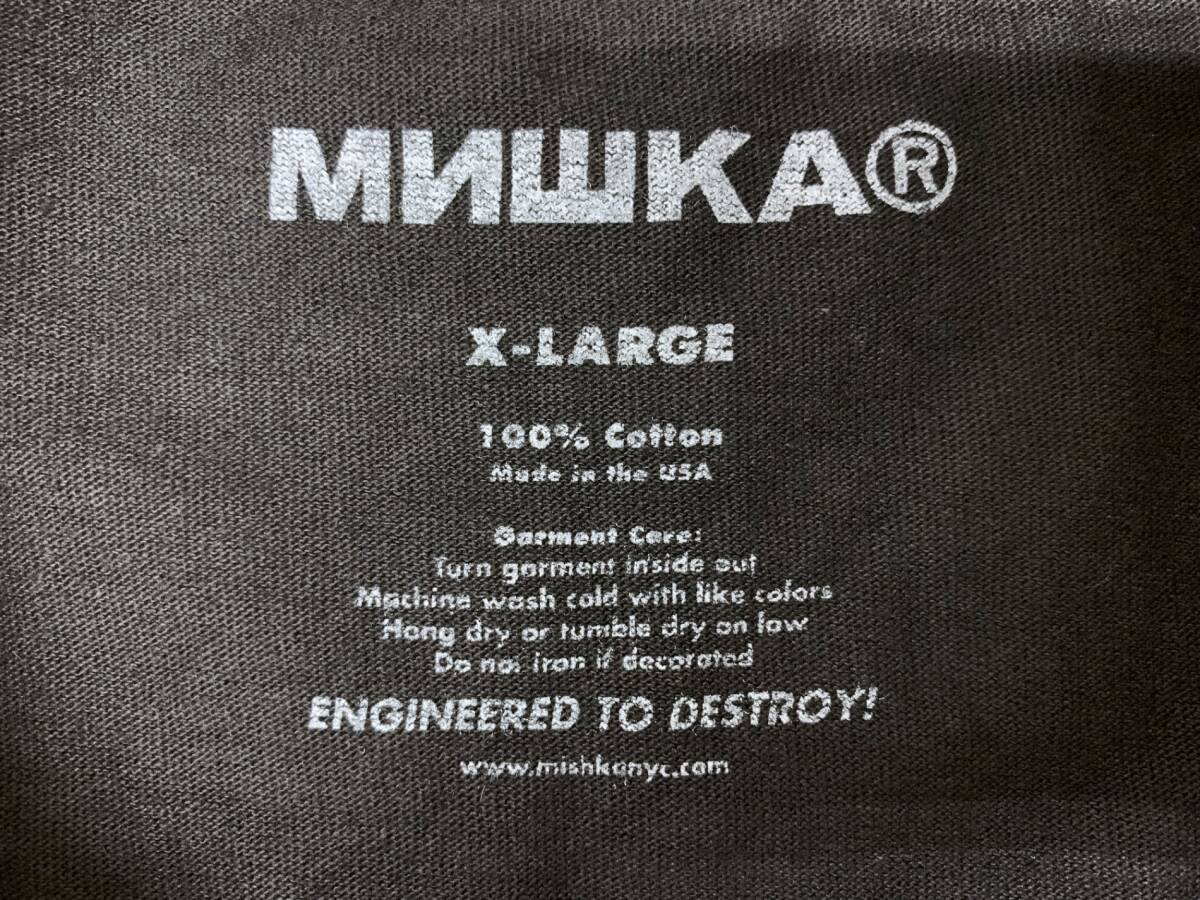 МИШКА®
X-LARGE
100% Cotton
Made in the USA
Garment Care:
Turn garment inside out
Machine wash cold with like colors
Hang dry or tumble dry on low
Do not iron if decorated
ENGINEERED TO DESTROY!
www.mishkanyc.com